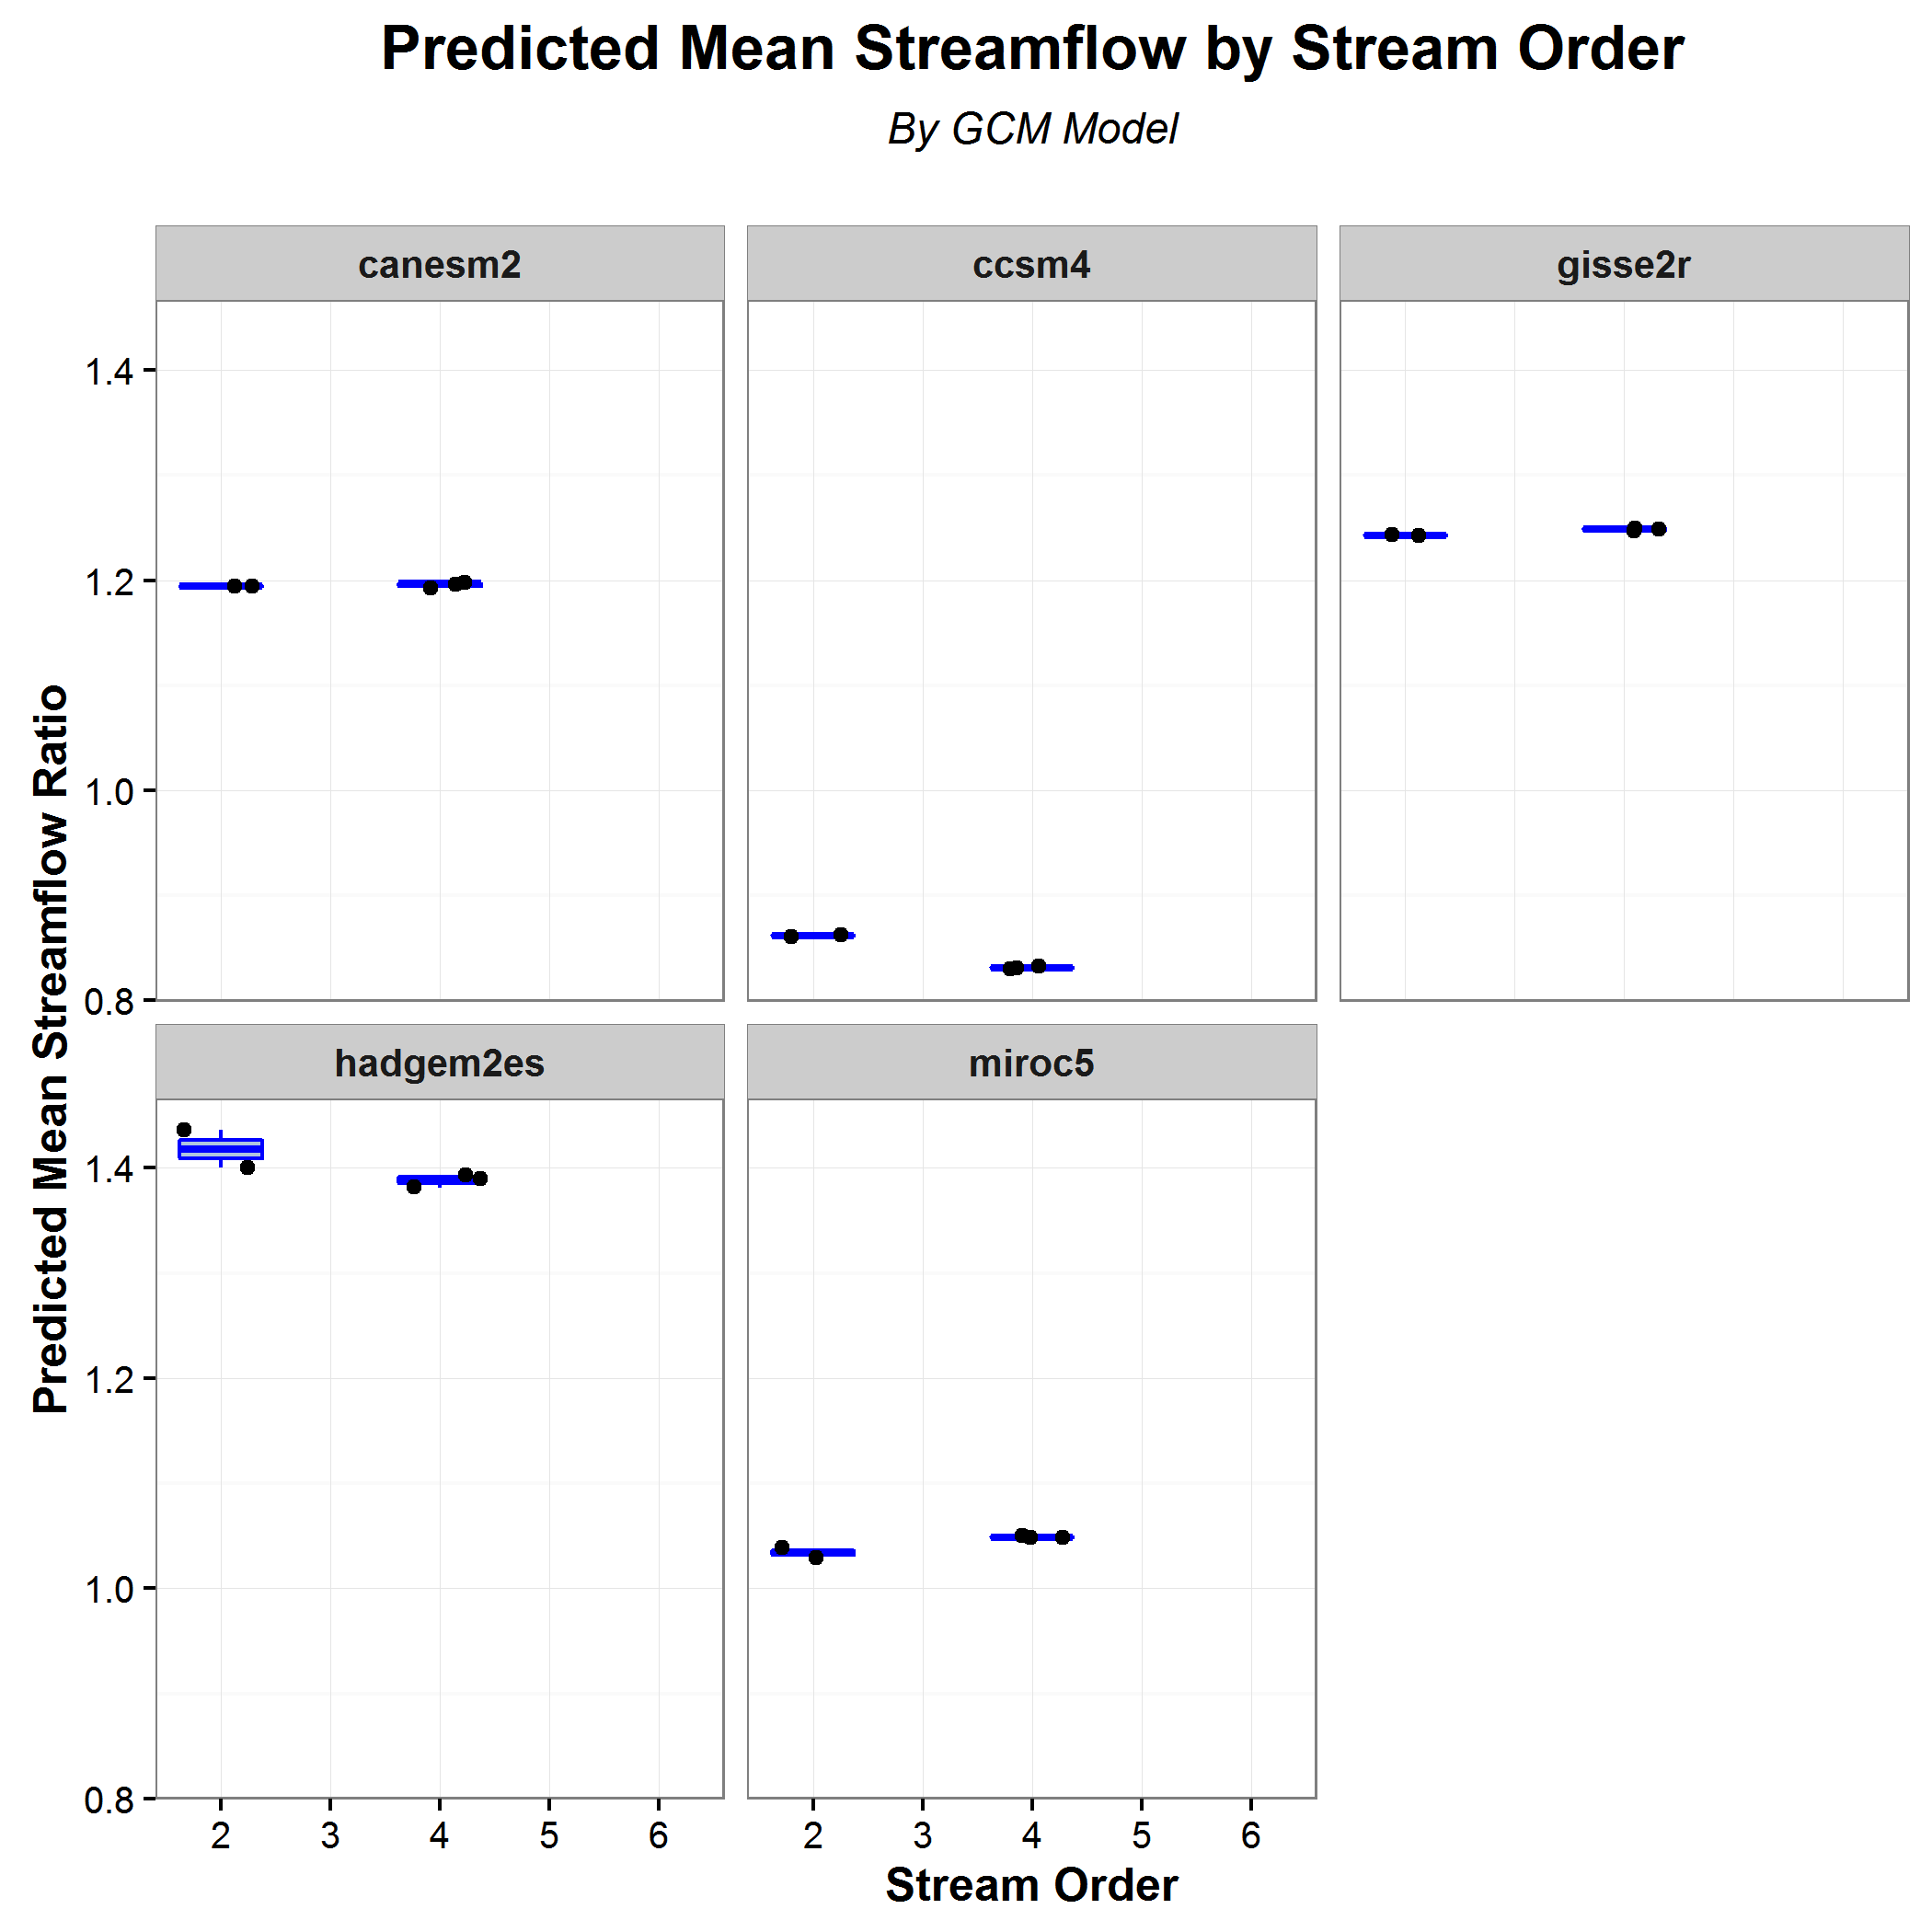 Predicted Mean Streamflow by Stream Order
By GCM Model
canesm2
ccsm4
gisse2r
1.4
1.2
1.0
0.8
Predicted Mean Streamflow Ratio
hadgem2es
miroc5
1.4
1.2
1.0
0.8
2 3 4 5 6
2 3 4 5 6
Stream Order